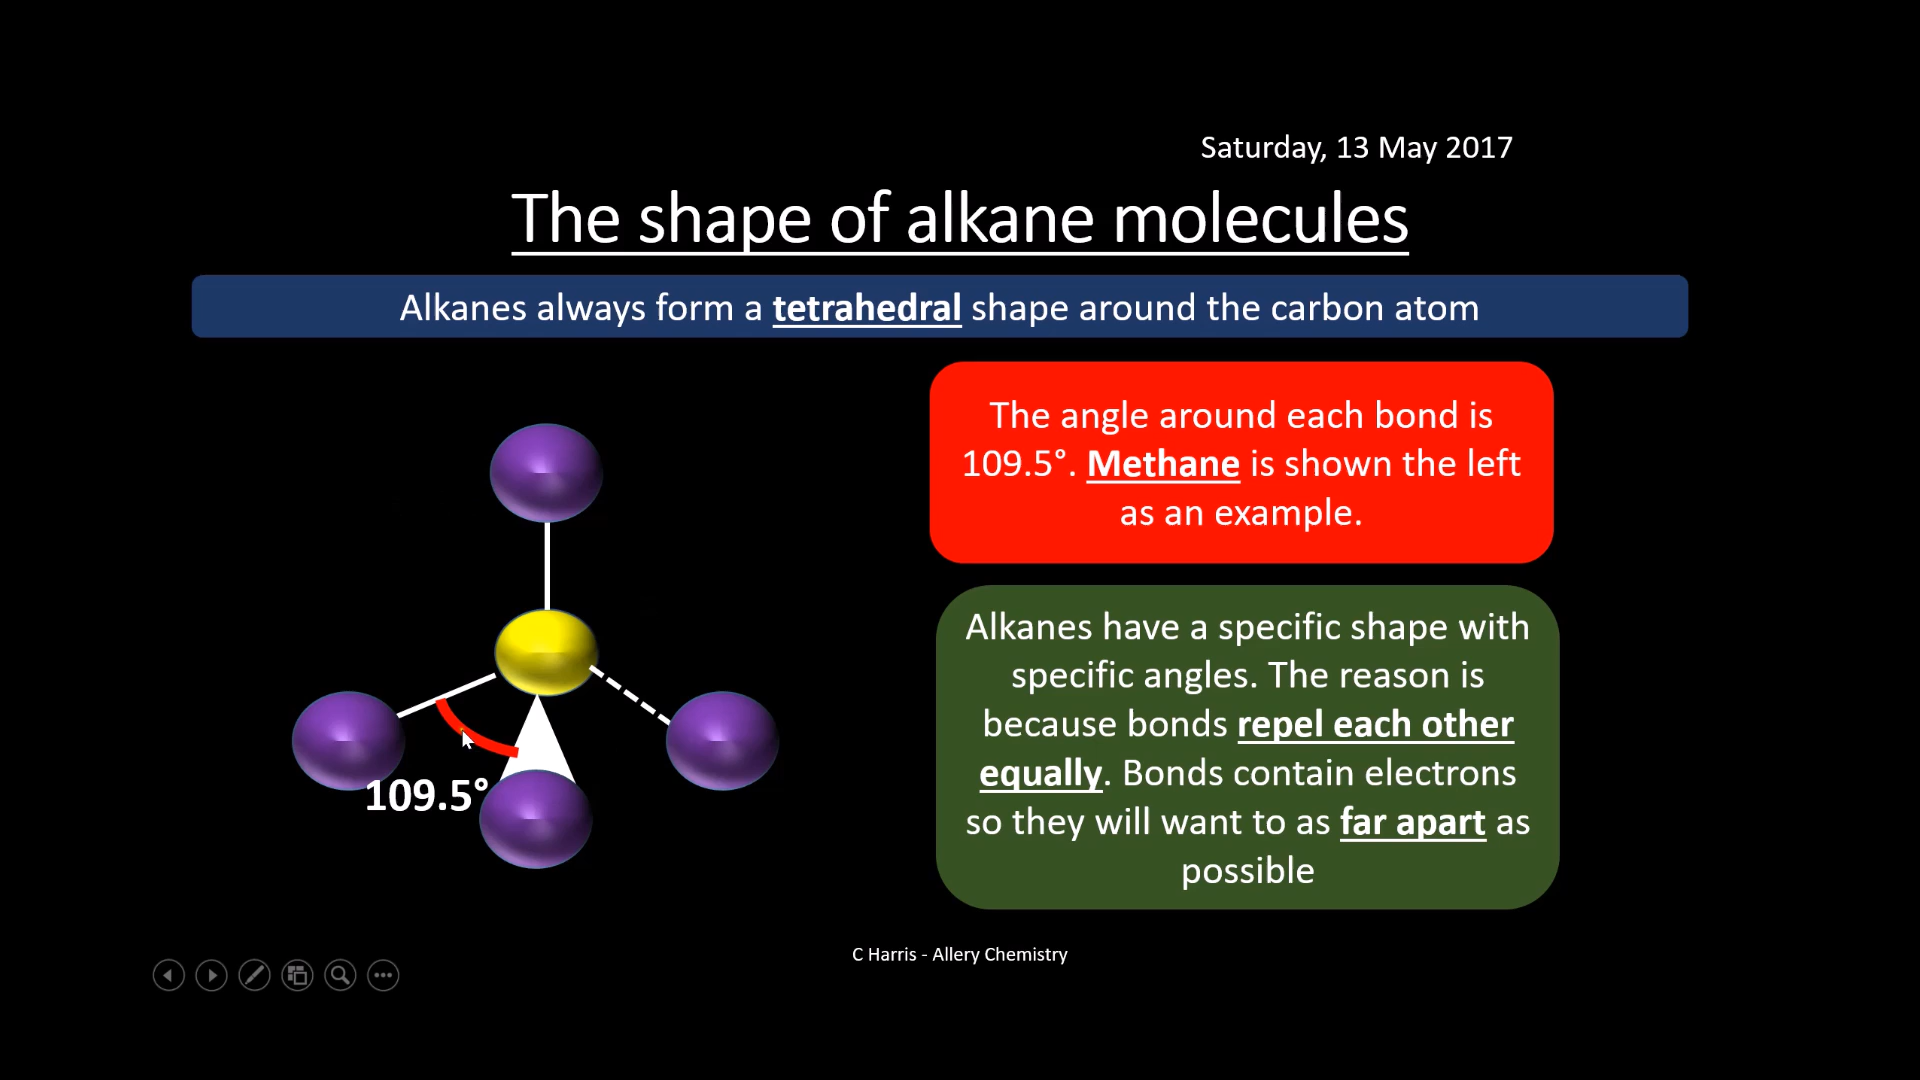 Saturday, 13 May 2017
The shape of alkane molecules
Alkanes always form a tetrahedral shape around the carbon atom
The angle around each bond is
109.5°. Methane is shown the left
as an example.
109.5°
Alkanes have a specific shape with
specific angles. The reason is
because bonds repel each other
equally. Bonds contain electrons
so they will want to as far apart as
possible
C Harris - Allery Chemistry